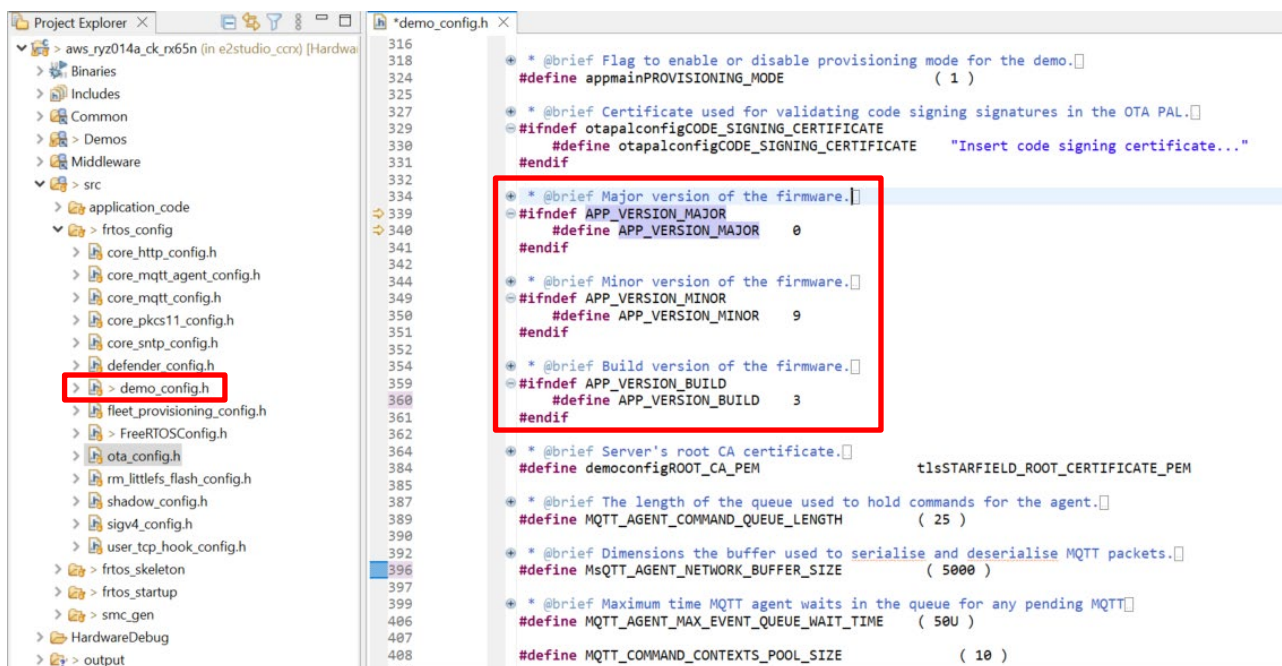 Project Explorer
aws_ryz014a_ck_rx65n (in e2studio_ccrx) [Hardwa
Binaries
Includes
Common
> Demos
Middleware
> src
application_code
> frtos_config
core_http_config.h
core_mqtt_agent_config.h
core_mqtt_config.h
core_pkcs11_config.h
core_sntp_config.h
defender_config.h
> demo_config.h
fleet_provisioning_config.h
> FreeRTOSConfig.h
ota_config.h
rm_littlefs_flash_config.h
shadow_config.h
sigv4_config.h
user_tcp_hook_config.h
> frtos_skeleton
> frtos_startup
> smc_gen
HardwareDebug
> output
*demo_config.h
316
318 * @brief Flag to enable or disable provisioning mode for the demo.
324 #define appmainPROVISIONING_MODE ( 1 )
325
327 * @brief Certificate used for validating code signing signatures in the OTA PAL.
329 #ifndef otapalconfigCODE_SIGNING_CERTIFICATE
330 #define otapalconfigCODE_SIGNING_CERTIFICATE "Insert code signing certificate..."
331 #endif
332
334 * @brief Major version of the firmware.
339 #ifndef APP_VERSION_MAJOR
340 #define APP_VERSION_MAJOR 0
341 #endif
342
344 * @brief Minor version of the firmware.
349 #ifndef APP_VERSION_MINOR
350 #define APP_VERSION_MINOR 9
351 #endif
352
354 * @brief Build version of the firmware.
359 #ifndef APP_VERSION_BUILD
360 #define APP_VERSION_BUILD 3
361 #endif
362
364 * @brief Server's root CA certificate.
384 #define democonfigROOT_CA_PEM tlsSTARFIELD_ROOT_CERTIFICATE_PEM
385
387 * @brief The length of the queue used to hold commands for the agent.
389 #define MQTT_AGENT_COMMAND_QUEUE_LENGTH ( 25 )
390
392 * @brief Dimensions the buffer used to serialise and deserialise MQTT packets.
396 #define MsQTT_AGENT_NETWORK_BUFFER_SIZE ( 5000 )
397
399 * @brief Maximum time MQTT agent waits in the queue for any pending MQTT
406 #define MQTT_AGENT_MAX_EVENT_QUEUE_WAIT_TIME ( 50U )
407
408 #define MQTT_COMMAND_CONTEXTS_POOL_SIZE ( 10 )